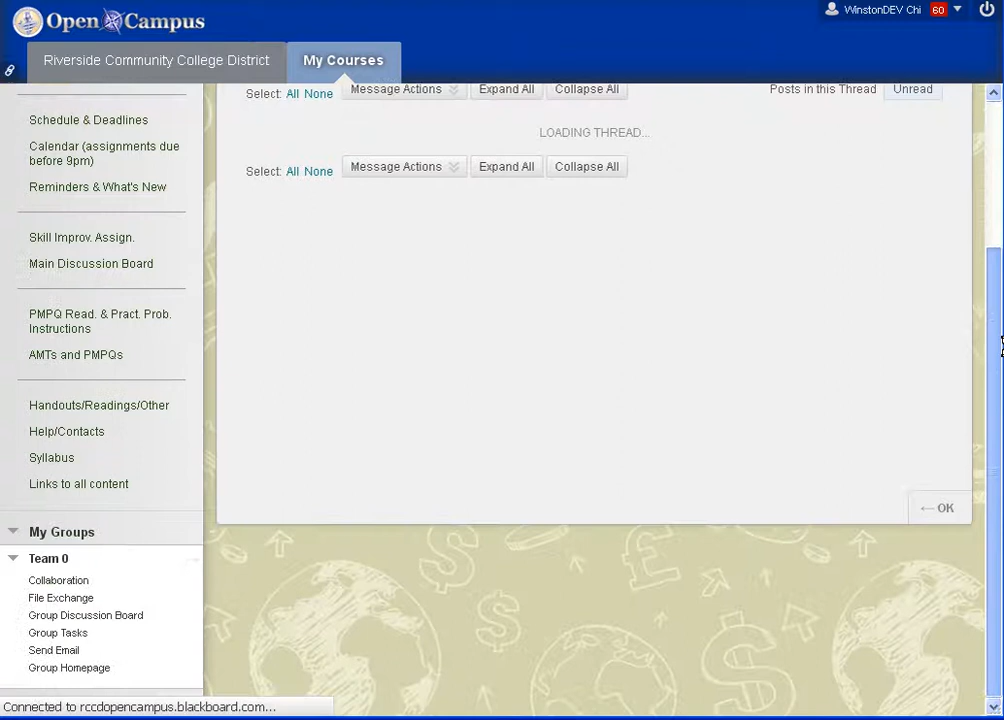 Open Campus
WinstonDEV Chi 60
Riverside Community College District
My Courses
Select: All None Message Actions Expand All Collapse All Posts in this Thread Unread
LOADING THREAD...
Select: All None Message Actions Expand All Collapse All
Schedule & Deadlines
Calendar (assignments due
before 9pm)
Reminders & What's New
Skill Improv. Assign.
Main Discussion Board
PMPQ Read. & Pract. Prob.
Instructions
AMTs and PMPQs
Handouts/Readings/Other
Help/Contacts
Syllabus
Links to all content
OK
My Groups
Team 0
Collaboration
File Exchange
Group Discussion Board
Group Tasks
Send Email
Group Homepage
Connected to rccdopencampus.blackboard.com...